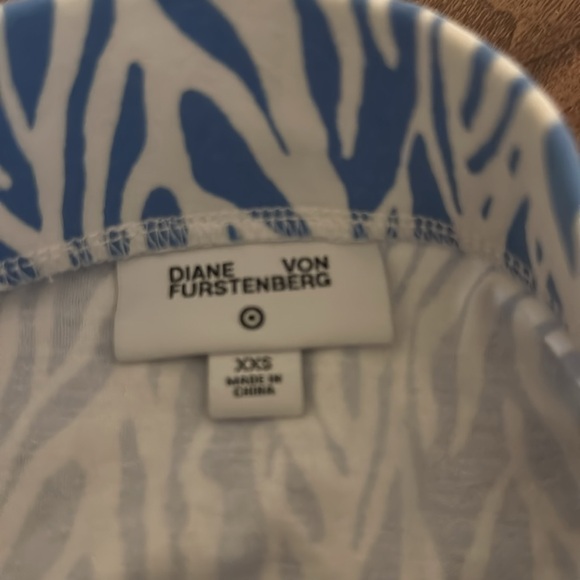 DIANE VON
FURSTENBERG
XXS
MADE IN
CHINA